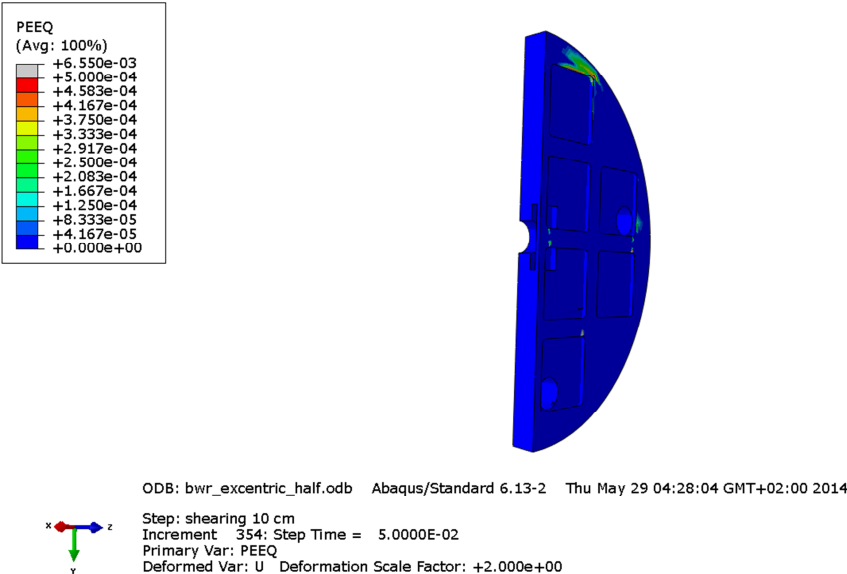 PEEQ
(Avg: 100%)
+6.550e-03
+5.000e-04
+4.583e-04
+4.167e-04
+3.750e-04
+3.333e-04
+2.917e-04
+2.500e-04
+2.083e-04
+1.667e-04
+1.250e-04
+8.333e-05
+4.167e-05
+0.000e+00
ODB: bwr_excentric_half.odb Abaqus/Standard 6.13-2 Thu May 29 04:28:04 GMT+02:00 2014
X Z
Y
Step: shearing 10 cm
Increment 354: Step Time = 5.0000E-02
Primary Var: PEEQ
Deformed Var: U Deformation Scale Factor: +2.000e+00